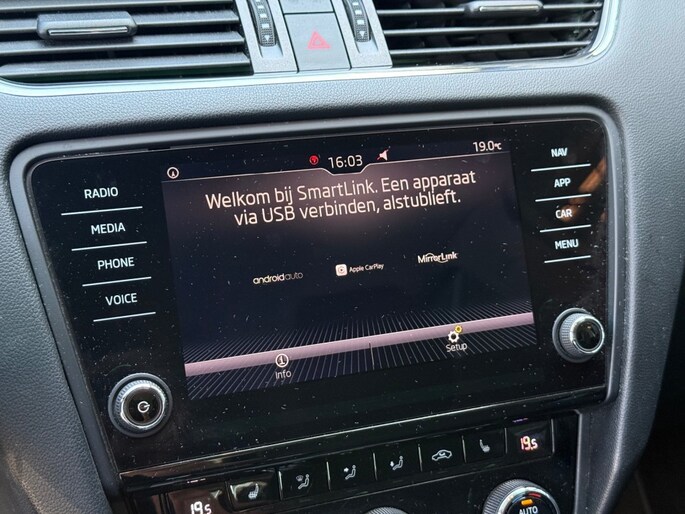 16:03
19.0°C
RADIO
MEDIA
PHONE
VOICE
Welkom bij SmartLink. Een apparaat
via USB verbinden, alstublieft.
androidauto
Apple CarPlay
MirrorLink
Info
Setup
NAV
APP
CAR
MENU
19.5
19.5
AUTO